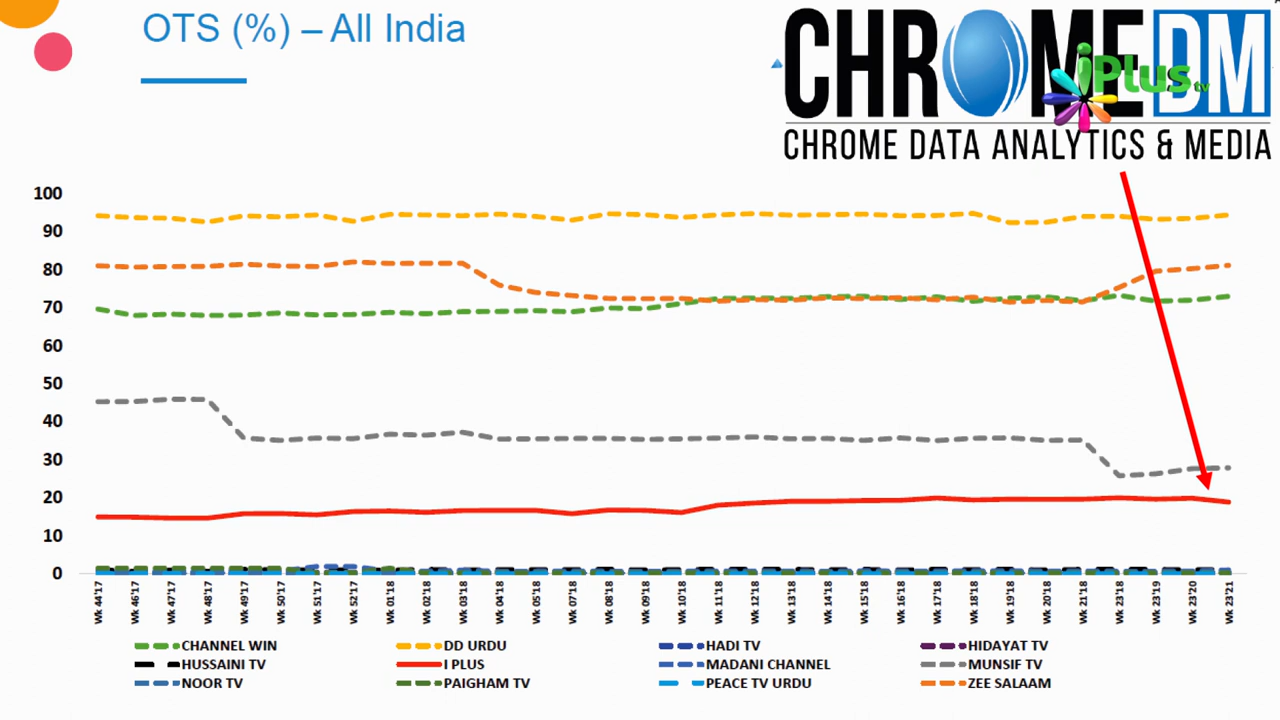 OTS (%) – All India
CHROME DM
iPlus tv
CHROME DATA ANALYTICS & MEDIA
100
90
80
70
60
50
40
30
20
10
0
Wk 44'17
Wk 46'17
Wk 47'17
Wk 48'17
Wk 49'17
Wk 50'17
Wk 51'17
Wk 52'17
Wk 01'18
Wk 02'18
Wk 03'18
Wk 04'18
Wk 05'18
Wk 07'18
Wk 08'18
Wk 09'18
Wk 10'18
Wk 11'18
Wk 12'18
Wk 13'18
Wk 14'18
Wk 15'18
Wk 16'18
Wk 17'18
Wk 18'18
Wk 19'18
Wk 20'18
Wk 21'18
Wk 23'18
Wk 23'19
Wk 23'20
Wk 23'21
CHANNEL WIN DD URDU HADI TV HIDAYAT TV
HUSSAINI TV I PLUS MADANI CHANNEL MUNSIF TV
NOOR TV PAIGHAM TV PEACE TV URDU ZEE SALAAM